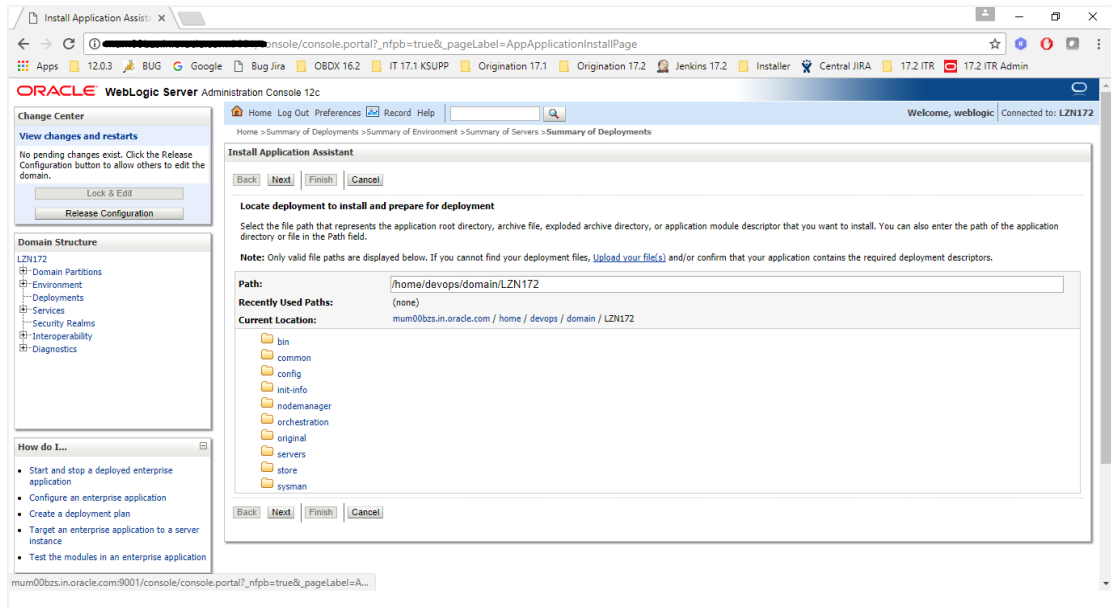 Install Application Assista
onsole/console.portal?_nfpb=true&_pageLabel=AppApplicationInstallPage
Apps 12.0.3 BUG Google Bug Jira OBDX 16.2 IT 17.1 KSUPP Origination 17.1 Origination 17.2 Jenkins 17.2 Installer Central JIRA 17.2 ITR 17.2 ITR Admin
ORACLE WebLogic Server Administration Console 12c
Change Center
View changes and restarts
No pending changes exist. Click the Release
Configuration button to allow others to edit the
domain.
Lock & Edit
Release Configuration
Domain Structure
LZN172
Domain Partitions
Environment
Deployments
Services
Security Realms
Interoperability
Diagnostics
How do I...
Start and stop a deployed enterprise
application
Configure an enterprise application
Create a deployment plan
Target an enterprise application to a server
instance
Test the modules in an enterprise application
Home Log Out Preferences Record Help
Welcome, weblogic Connected to: LZN172
Home >Summary of Deployments >Summary of Environment >Summary of Servers >Summary of Deployments
Install Application Assistant
Back Next Finish Cancel
Locate deployment to install and prepare for deployment
Select the file path that represents the application root directory, archive file, exploded archive directory, or application module descriptor that you want to install. You can also enter the path of the application
directory or file in the Path field.
Note: Only valid file paths are displayed below. If you cannot find your deployment files, Upload your file(s) and/or confirm that your application contains the required deployment descriptors.
Path: /home/devops/domain/LZN172
Recently Used Paths: (none)
Current Location: mum00bzs.in.oracle.com / home / devops / domain / LZN172
bin
common
config
init-info
nodemanager
orchestration
original
servers
store
sysman
Back Next Finish Cancel
mum00bzs.in.oracle.com:9001/console/console.portal?_nfpb=true&_pageLabel=A...